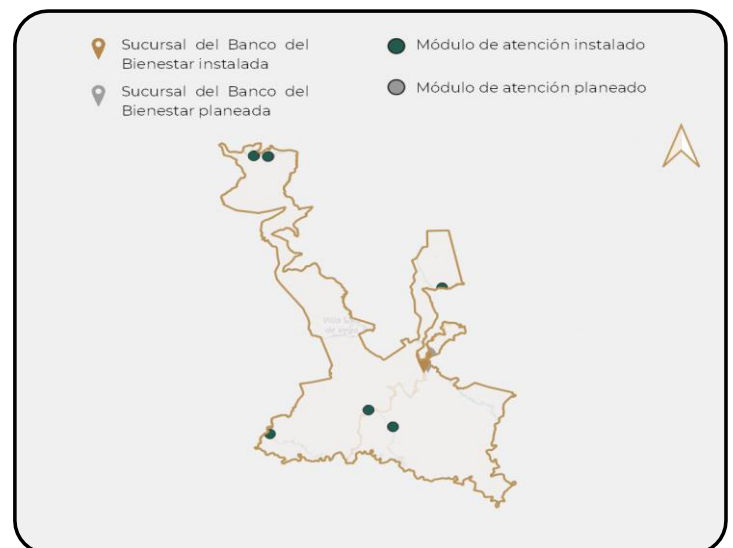 Sucursal del Banco del
Bienestar instalada
Sucursal del Banco del
Bienestar planeada
Módulo de atención instalado
Módulo de atención planeado